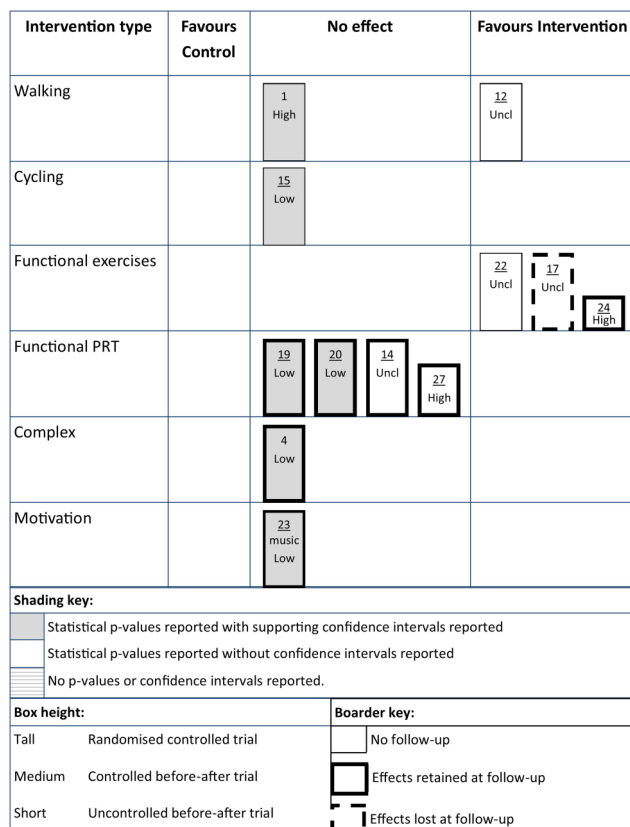 Intervention type Favours Control No effect Favours Intervention
Walking
1
High
12
Uncl
Cycling
15
Low
Functional exercises
22
Uncl
17
Uncl
24
High
Functional PRT
19
Low
20
Low
14
Uncl
27
High
Complex
4
Low
Motivation
23
music
Low
Shading key:
Statistical p-values reported with supporting confidence intervals reported
Statistical p-values reported without confidence intervals reported
No p-values or confidence intervals reported.
Box height: Boarder key:
Tall Randomised controlled trial No follow-up
Medium Controlled before-after trial Effects retained at follow-up
Short Uncontrolled before-after trial Effects lost at follow-up